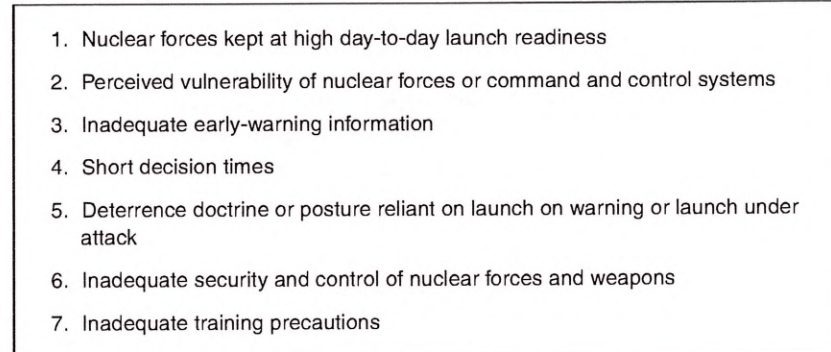 1. Nuclear forces kept at high day-to-day launch readiness
2. Perceived vulnerability of nuclear forces or command and control systems
3. Inadequate early-warning information
4. Short decision times
5. Deterrence doctrine or posture reliant on launch on warning or launch under
attack
6. Inadequate security and control of nuclear forces and weapons
7. Inadequate training precautions